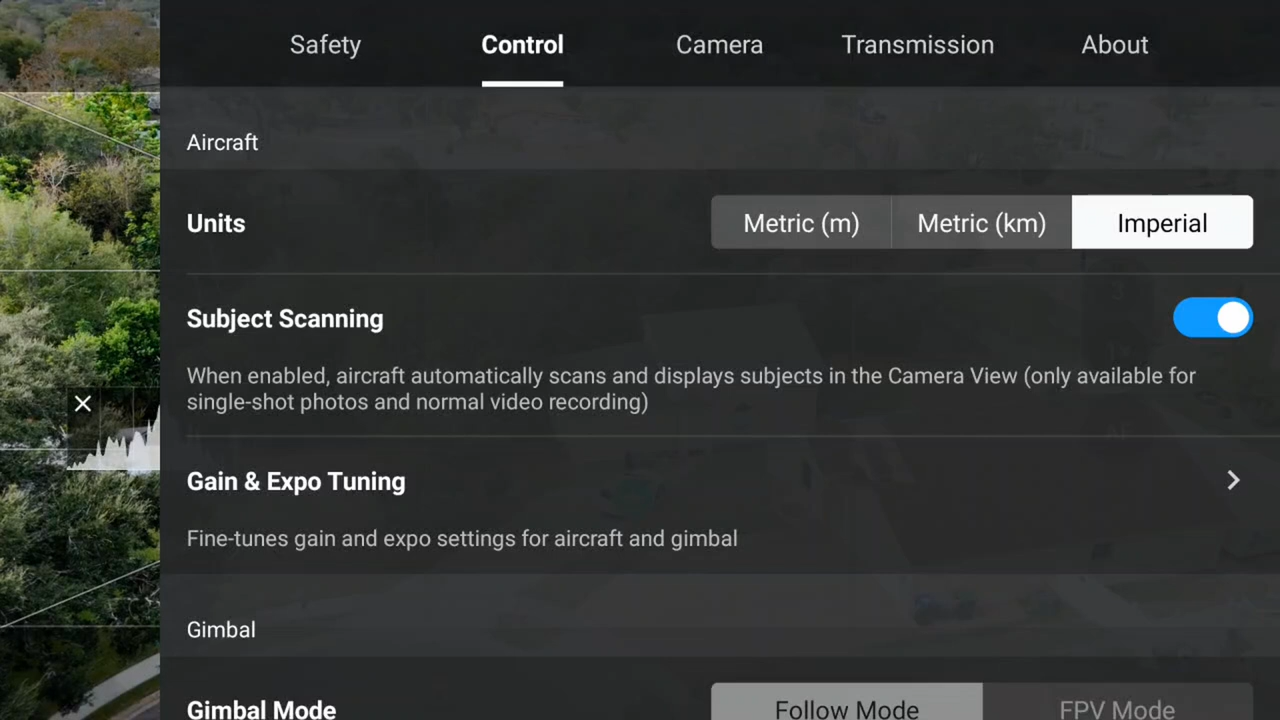 Safety Control Camera Transmission About
Aircraft
Units Metric (m) Metric (km) Imperial
Subject Scanning
When enabled, aircraft automatically scans and displays subjects in the Camera View (only available for
single-shot photos and normal video recording)
Gain & Expo Tuning
Fine-tunes gain and expo settings for aircraft and gimbal
Gimbal
Gimbal Mode Follow Mode FPV Mode